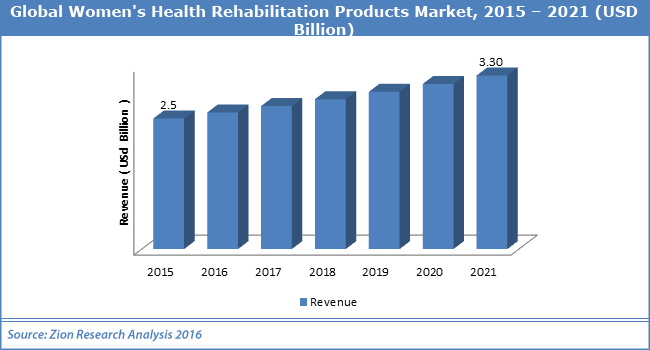 Global Women's Health Rehabilitation Products Market, 2015 – 2021 (USD
Billion)
3.30
2.5
Revenue ( USd Billion )
2015 2016 2017 2018 2019 2020 2021
Revenue
Source: Zion Research Analysis 2016